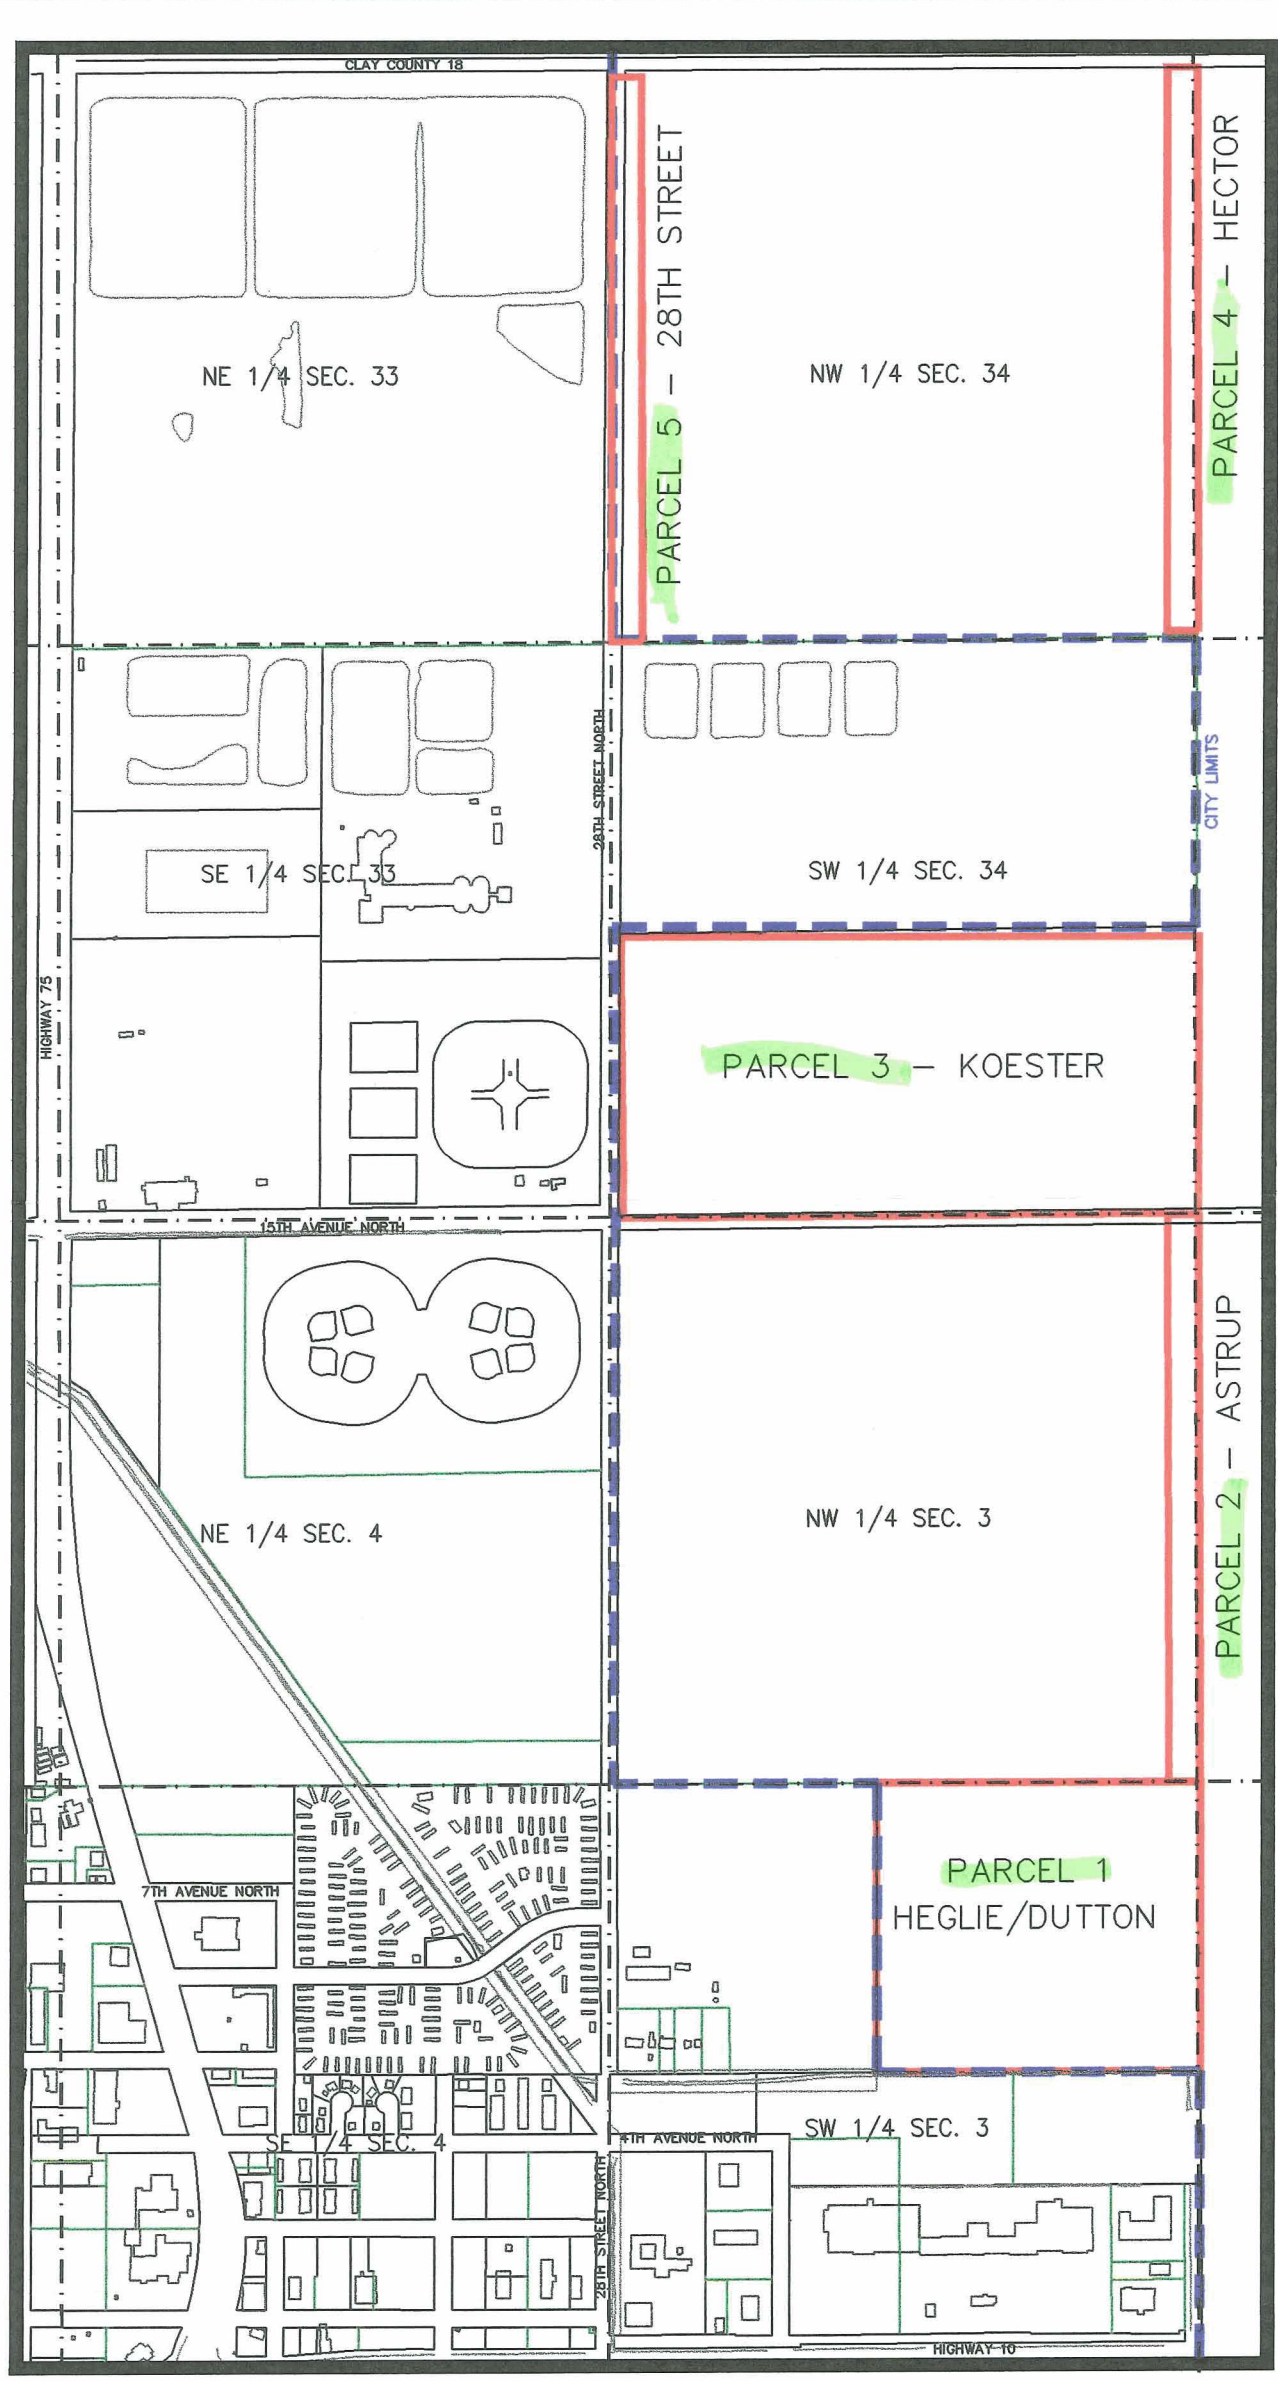 CLAY COUNTY 18
PARCEL 5 - 28TH STREET
PARCEL 4 - HECTOR
NE 1/4 SEC. 33
NW 1/4 SEC. 34
28TH STREET NORTH
CITY LIMITS
SE 1/4 SEC. 33
SW 1/4 SEC. 34
HIGHWAY 75
PARCEL 3 - KOESTER
15TH AVENUE NORTH
PARCEL 2 - ASTRUP
NE 1/4 SEC. 4
NW 1/4 SEC. 3
PARCEL 1
HEGLIE/DUTTON
7TH AVENUE NORTH
SE 1/4 SEC. 4
4TH AVENUE NORTH
SW 1/4 SEC. 3
28TH STREET NORTH
HIGHWAY 10